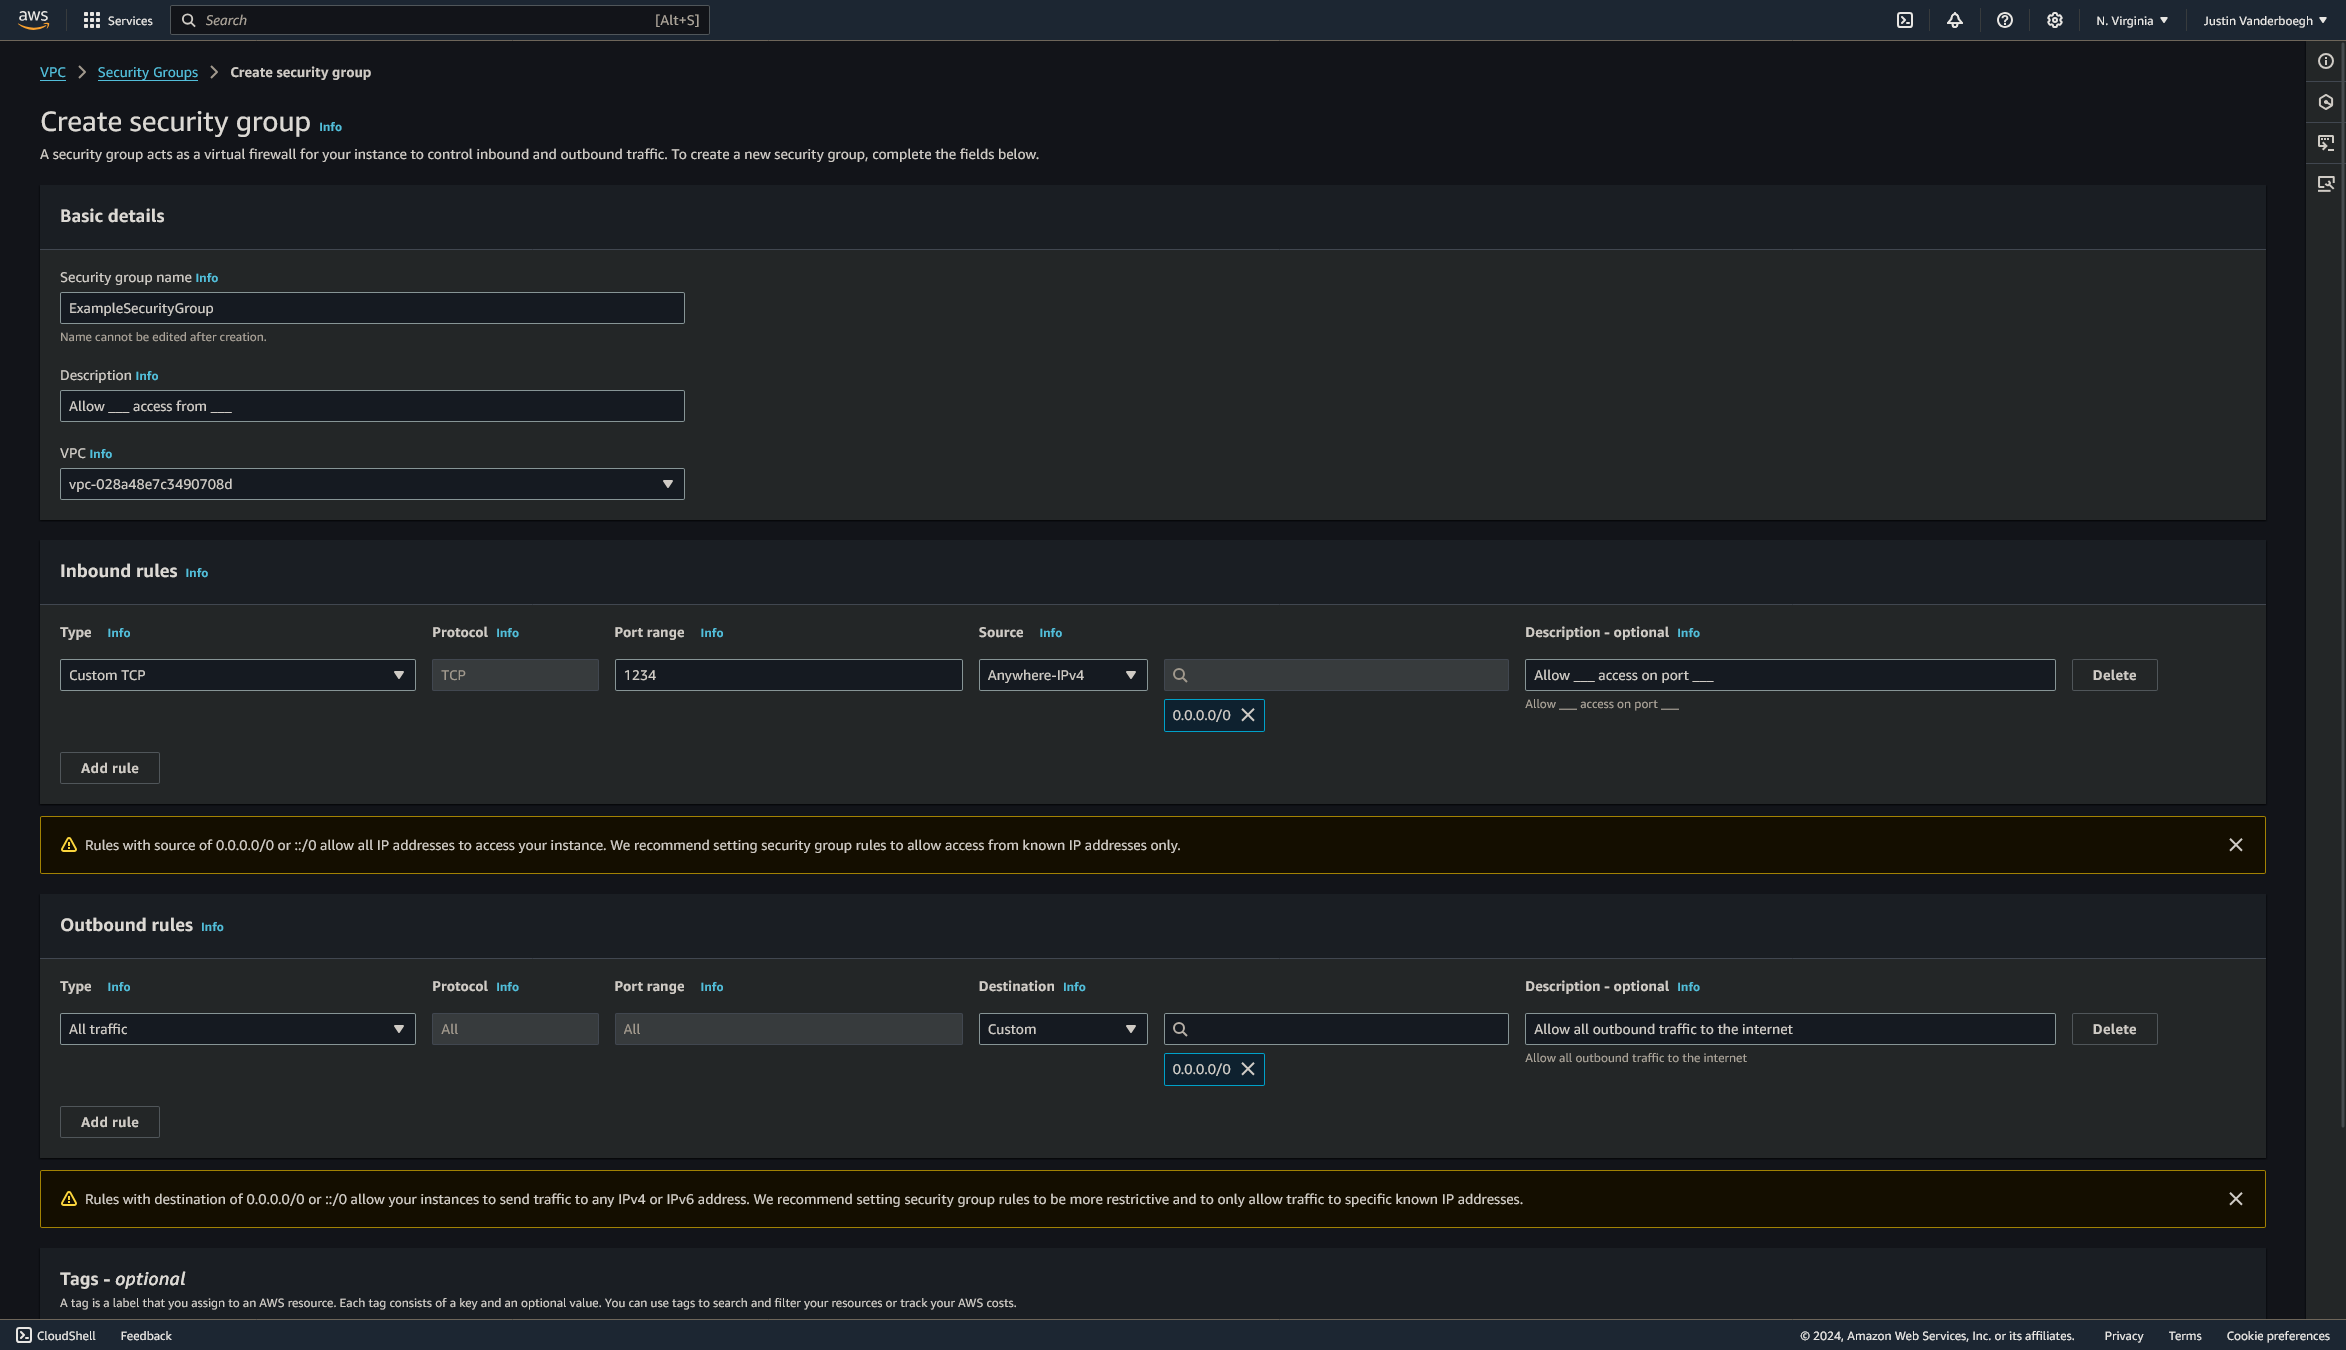 aws Services Search [Alt+S] N. Virginia Justin Vanderboegh
VPC Security Groups Create security group
Create security group Info
A security group acts as a virtual firewall for your instance to control inbound and outbound traffic. To create a new security group, complete the fields below.
Basic details
Security group name Info
ExampleSecurityGroup
Name cannot be edited after creation.
Description Info
Allow ___ access from ___
VPC Info
vpc-028a48e7c3490708d
Inbound rules Info
Type Info Protocol Info Port range Info Source Info Description - optional Info
Custom TCP TCP 1234 Anywhere-IPv4 Allow ___ access on port ___ Delete
Allow ___ access on port ___
0.0.0.0/0
Add rule
Rules with source of 0.0.0.0/0 or ::/0 allow all IP addresses to access your instance. We recommend setting security group rules to allow access from known IP addresses only.
Outbound rules Info
Type Info Protocol Info Port range Info Destination Info Description - optional Info
All traffic All All Custom Allow all outbound traffic to the internet Delete
Allow all outbound traffic to the internet
0.0.0.0/0
Add rule
Rules with destination of 0.0.0.0/0 or ::/0 allow your instances to send traffic to any IPv4 or IPv6 address. We recommend setting security group rules to be more restrictive and to only allow traffic to specific known IP addresses.
Tags - optional
A tag is a label that you assign to an AWS resource. Each tag consists of a key and an optional value. You can use tags to search and filter your resources or track your AWS costs.
CloudShell Feedback © 2024, Amazon Web Services, Inc. or its affiliates. Privacy Terms Cookie preferences